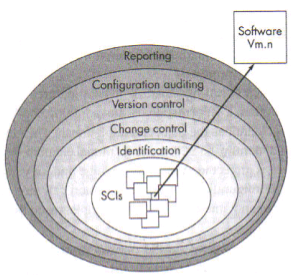 Software
Vm.n
Reporting
Configuration auditing
Version control
Change control
Identification
SCIs